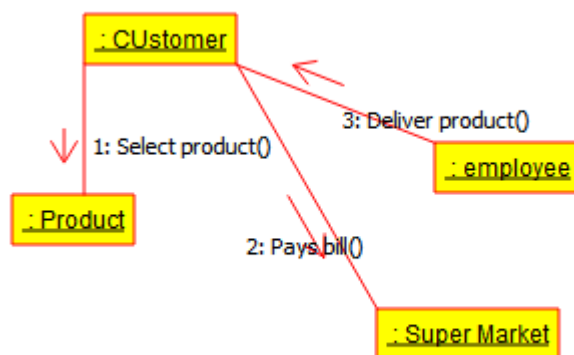 : CUstomer
3: Deliver product()
1: Select product()
: employee
: Product
2: Pays bill()
: Super Market